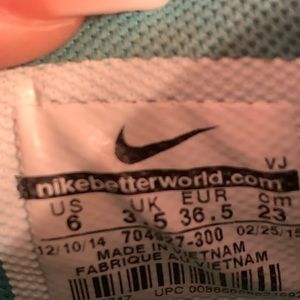 VJ
nikebetterworld.com
US UK EUR cm
6 3.5 36.5 23
12/10/14 02/25/15
MADE IN VIETNAM
FABRIQUE AU VIETNAM
UPC